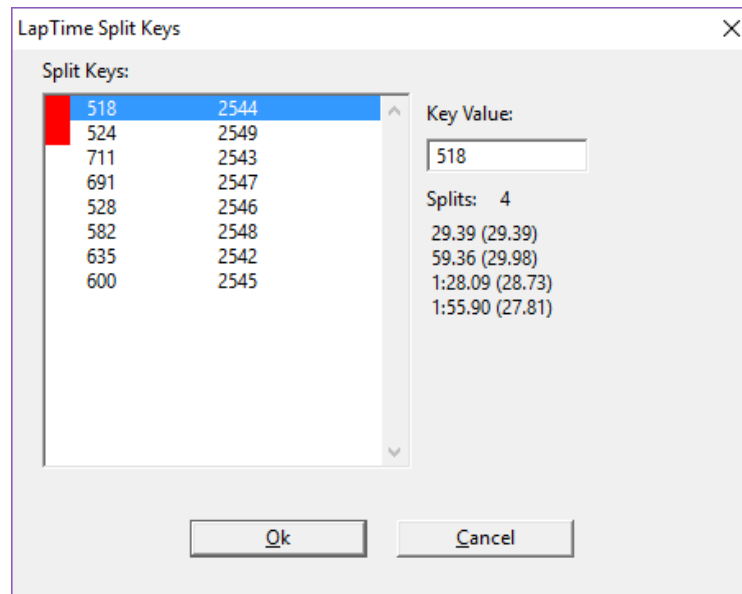 LapTime Split Keys
Split Keys:
518 2544
524 2549
711 2543
691 2547
528 2546
582 2548
635 2542
600 2545
Key Value:
518
Splits: 4
29.39 (29.39)
59.36 (29.98)
1:28.09 (28.73)
1:55.90 (27.81)
Ok Cancel